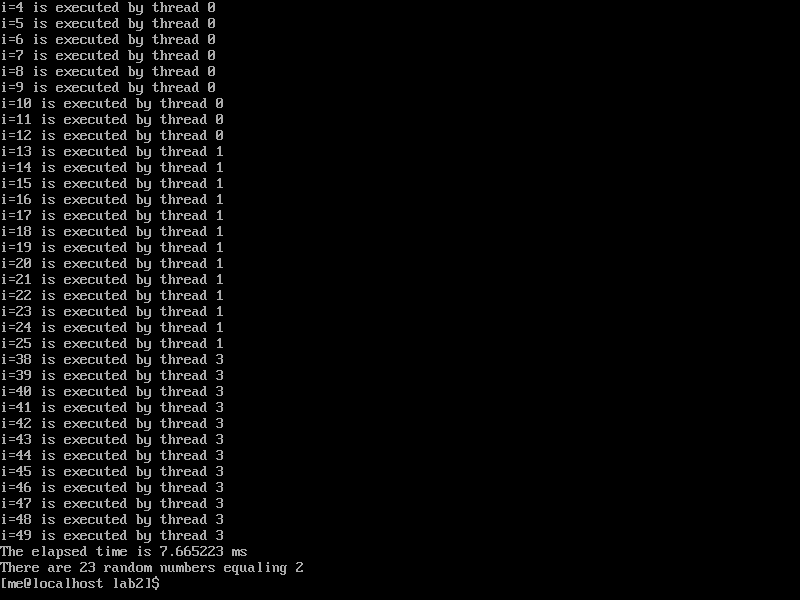 i=4 is executed by thread 0
i=5 is executed by thread 0
i=6 is executed by thread 0
i=7 is executed by thread 0
i=8 is executed by thread 0
i=9 is executed by thread 0
i=10 is executed by thread 0
i=11 is executed by thread 0
i=12 is executed by thread 0
i=13 is executed by thread 1
i=14 is executed by thread 1
i=15 is executed by thread 1
i=16 is executed by thread 1
i=17 is executed by thread 1
i=18 is executed by thread 1
i=19 is executed by thread 1
i=20 is executed by thread 1
i=21 is executed by thread 1
i=22 is executed by thread 1
i=23 is executed by thread 1
i=24 is executed by thread 1
i=25 is executed by thread 1
i=38 is executed by thread 3
i=39 is executed by thread 3
i=40 is executed by thread 3
i=41 is executed by thread 3
i=42 is executed by thread 3
i=43 is executed by thread 3
i=44 is executed by thread 3
i=45 is executed by thread 3
i=46 is executed by thread 3
i=47 is executed by thread 3
i=48 is executed by thread 3
i=49 is executed by thread 3
The elapsed time is 7.665223 ms
There are 23 random numbers equaling 2
[me@localhost lab2]$